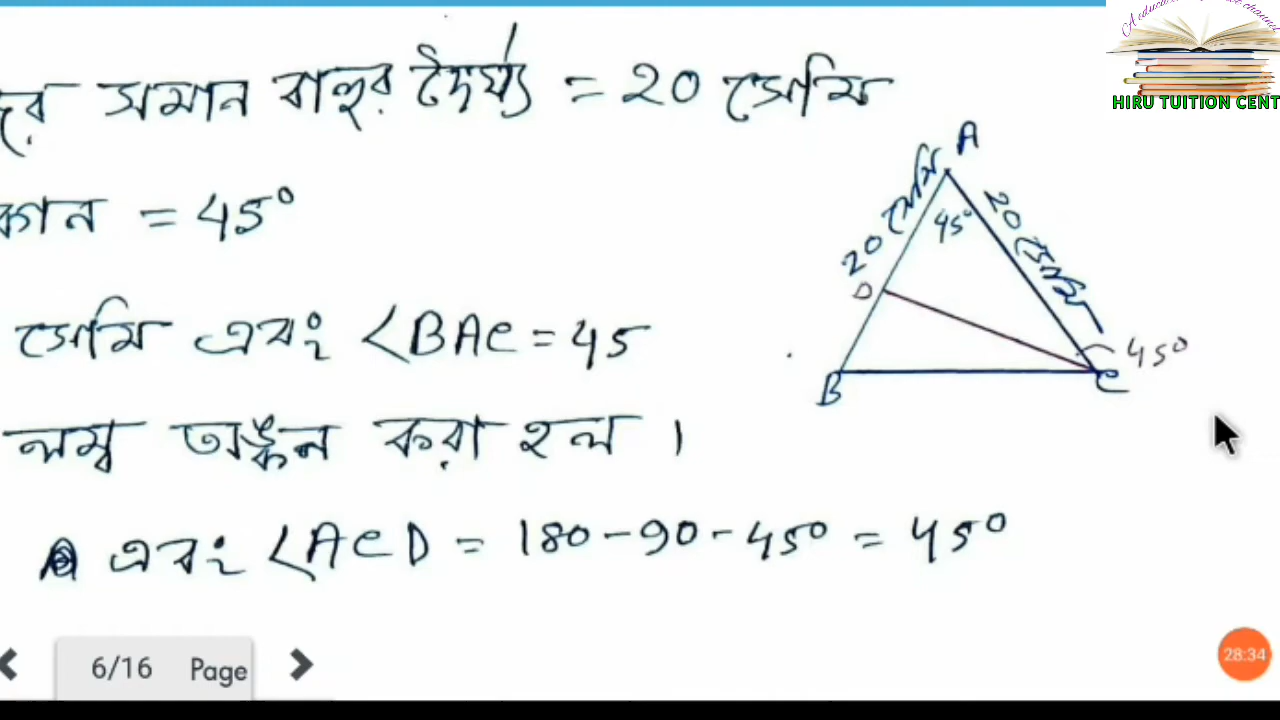 A
HIRU TUITION CENT
সমান বাহুর দৈর্ঘ্য = 20 সেমি
= 45°
সেমি এবং <BAC = 45
লম্ব অঙ্কন করা হল ।
এবং <ACD = 180 - 90 - 45° = 45°
A
20 সেমি
20 সেমি
45°
D
45°
B
C
6/16 Page
28:34